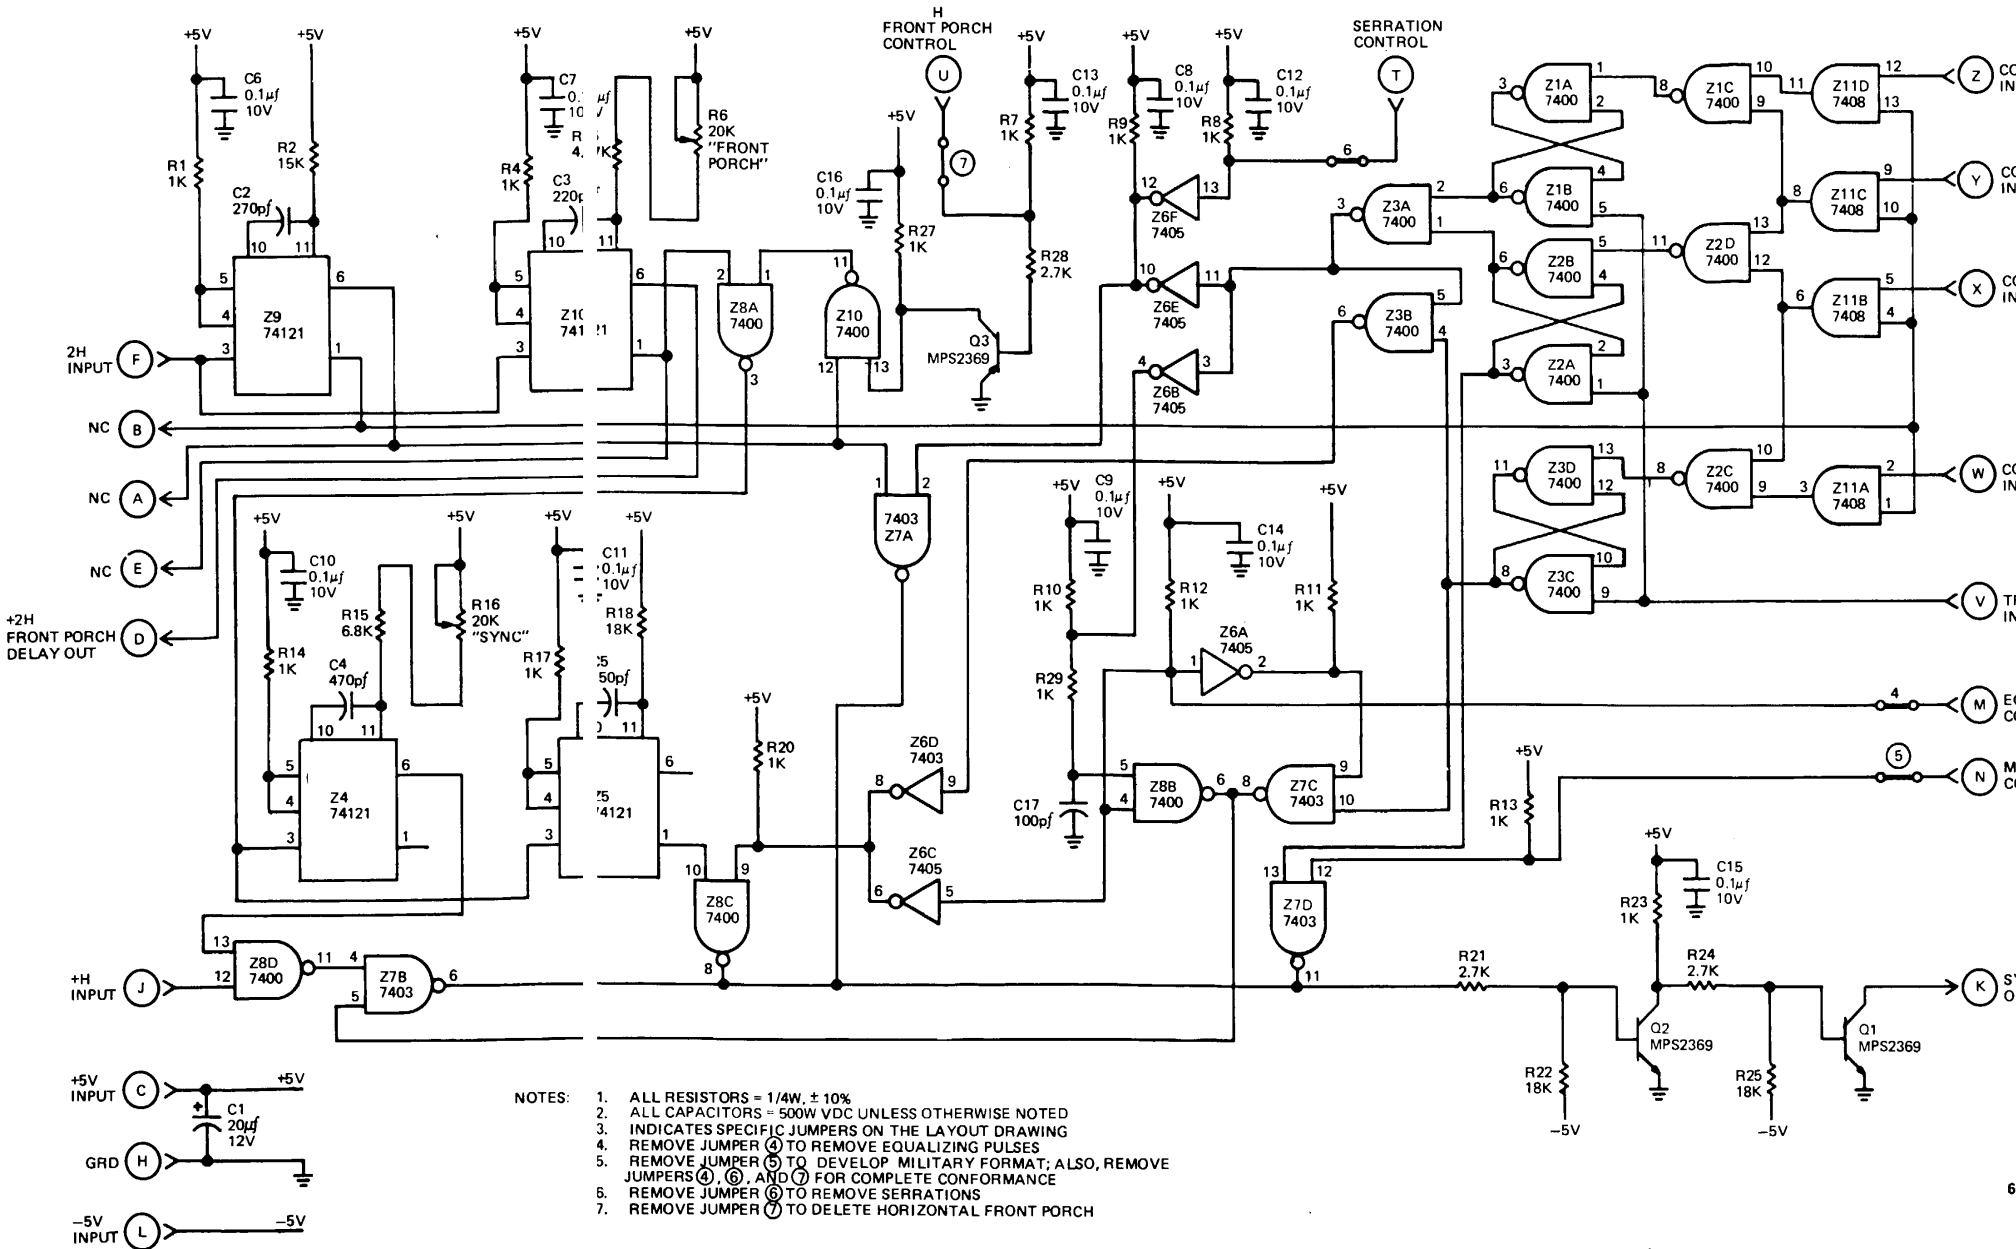 H
FRONT PORCH
CONTROL
U
SERRATION
CONTROL
T
+5V
+5V
+5V
+5V
+5V
+5V
+5V
C6
0.1µf
10V
R1
1K
R2
15K
C2
270pf
10
11
5
4
3
6
1
Z9
74121
C7
R4
1K
C3
10
11
5
4
3
6
1
R6
20K
"FRONT
PORCH"
2
1
Z8A
7400
3
11
Z10
7400
12
13
+5V
C16
0.1µf
10V
R27
1K
7
R7
1K
C13
0.1µf
10V
R28
2.7K
Q3
MPS2369
R9
1K
C8
0.1µf
10V
R8
1K
C12
0.1µf
10V
6
12
13
Z6F
7405
10
11
Z6E
7405
4
3
Z6B
7405
3
Z3A
7400
2
1
6
Z3B
7400
5
4
3
Z1A
7400
1
2
6
Z1B
7400
4
5
6
Z2B
7400
5
4
3
Z2A
7400
2
1
11
Z3D
7400
13
12
8
Z3C
7400
10
9
8
Z1C
7400
10
9
11
Z2D
7400
13
12
8
Z2C
7400
10
9
11
Z11D
7408
12
13
8
Z11C
7408
9
10
6
Z11B
7408
5
4
3
Z11A
7408
2
1
Z
Y
X
W
V
2H
INPUT
F
NC
B
NC
A
NC
E
+2H
FRONT PORCH
DELAY OUT
D
1
2
7403
Z7A
+5V
C10
0.1µf
10V
R14
1K
R15
6.8K
+5V
R16
20K
"SYNC"
C4
470pf
10
11
5
4
3
6
1
Z4
74121
+5V
C11
0.1µf
10V
+5V
R17
1K
R18
18K
11
5
4
3
6
1
+5V
R20
1K
10
9
Z8C
7400
8
Z6D
7403
8
9
Z6C
7405
6
5
+5V
C9
0.1µf
10V
R10
1K
R29
1K
C17
100pf
+5V
R12
1K
C14
0.1µf
10V
+5V
R11
1K
Z6A
7405
1
2
5
4
Z8B
7400
6
8
Z7C
7403
9
10
4
M
5
N
+5V
R13
1K
13
12
Z7D
7403
11
+H
INPUT
J
13
12
Z8D
7400
11
4
5
Z7B
7403
6
R21
2.7K
R22
18K
−5V
+5V
R23
1K
C15
0.1µf
10V
R24
2.7K
Q2
MPS2369
R25
18K
−5V
Q1
MPS2369
K
+5V
INPUT
C
+5V
C1
20µf
12V
GRD
H
−5V
INPUT
L
−5V
NOTES:
1. ALL RESISTORS = 1/4W, ± 10%
2. ALL CAPACITORS = 500W VDC UNLESS OTHERWISE NOTED
3. INDICATES SPECIFIC JUMPERS ON THE LAYOUT DRAWING
4. REMOVE JUMPER ④ TO REMOVE EQUALIZING PULSES
5. REMOVE JUMPER ⑤ TO DEVELOP MILITARY FORMAT; ALSO, REMOVE
JUMPERS ④, ⑥, AND ⑦ FOR COMPLETE CONFORMANCE
6. REMOVE JUMPER ⑥ TO REMOVE SERRATIONS
7. REMOVE JUMPER ⑦ TO DELETE HORIZONTAL FRONT PORCH